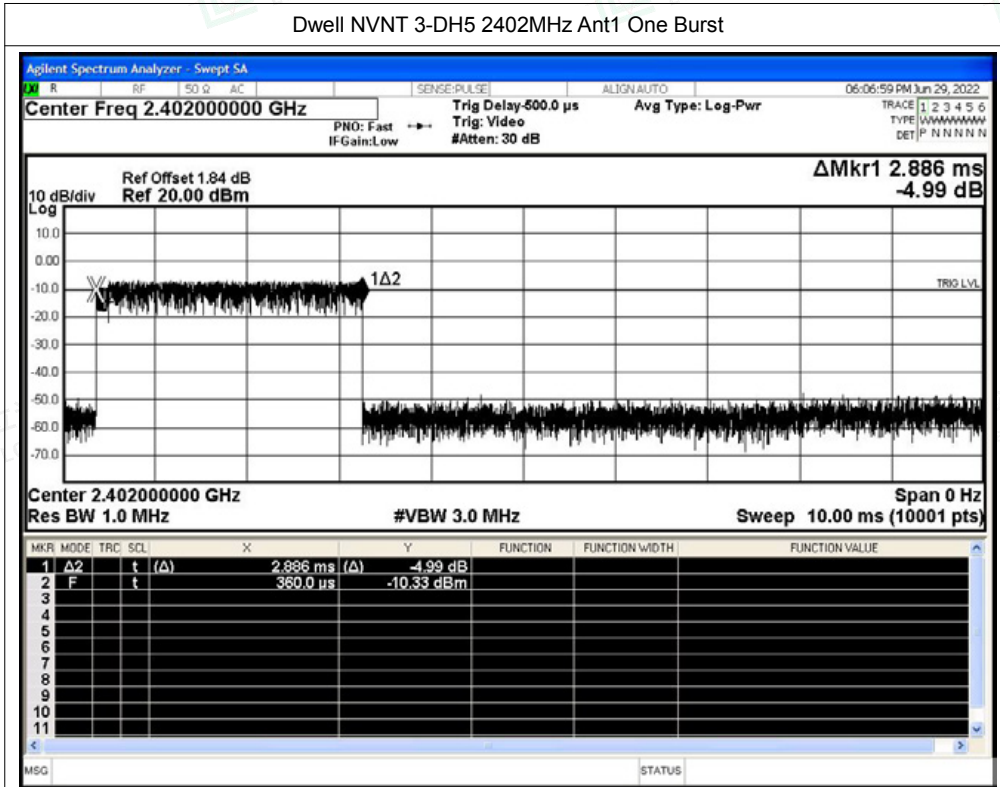 Dwell NVNT 3-DH5 2402MHz Ant1 One Burst
Agilent Spectrum Analyzer - Swept SA
R RF 50 Ω AC SENSE:PULSE ALIGN AUTO 06:06:59 PM Jun 29, 2022
Center Freq 2.402000000 GHz
PNO: Fast
IFGain:Low
Trig Delay-500.0 µs
Trig: Video
#Atten: 30 dB
Avg Type: Log-Pwr
TRACE 1 2 3 4 5 6
TYPE WWWWWW
DET P N N N N N
ΔMkr1 2.886 ms
-4.99 dB
Ref Offset 1.84 dB
10 dB/div Ref 20.00 dBm
Log
10.0
0.00
-10.0
-20.0
-30.0
-40.0
-50.0
-60.0
-70.0
1Δ2
TRIG LVL
Center 2.402000000 GHz Span 0 Hz
Res BW 1.0 MHz #VBW 3.0 MHz Sweep 10.00 ms (10001 pts)
MKR MODE TRC SCL X Y FUNCTION FUNCTION WIDTH FUNCTION VALUE
1 Δ2 t (Δ) 2.886 ms (Δ) -4.99 dB
2 F t 360.0 µs -10.33 dBm
3
4
5
6
7
8
9
10
11
MSG STATUS